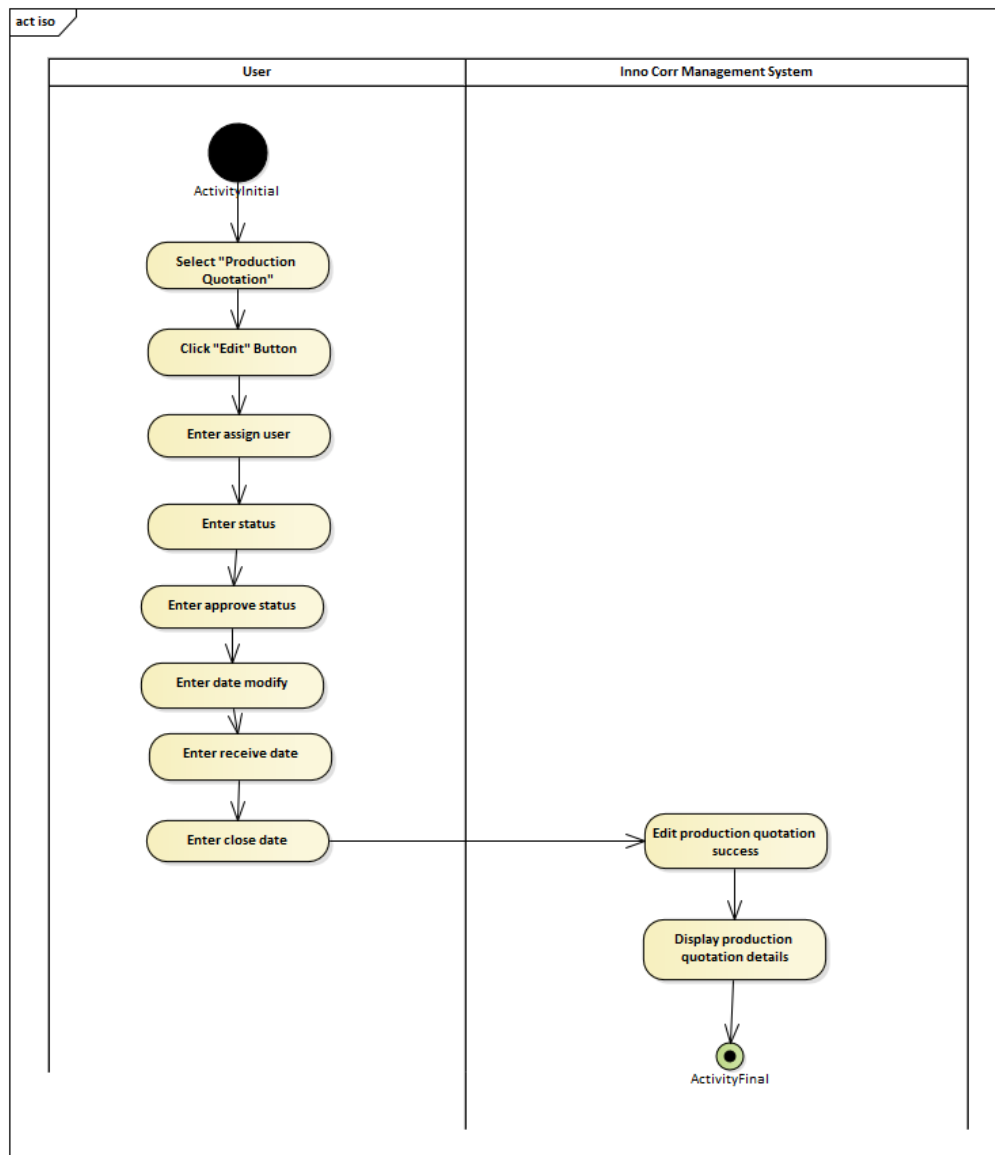 act iso
User
Inno Corr Management System
ActivityInitial
Select "Production
Quotation"
Click "Edit" Button
Enter assign user
Enter status
Enter approve status
Enter date modify
Enter receive date
Enter close date
Edit production quotation
success
Display production
quotation details
ActivityFinal